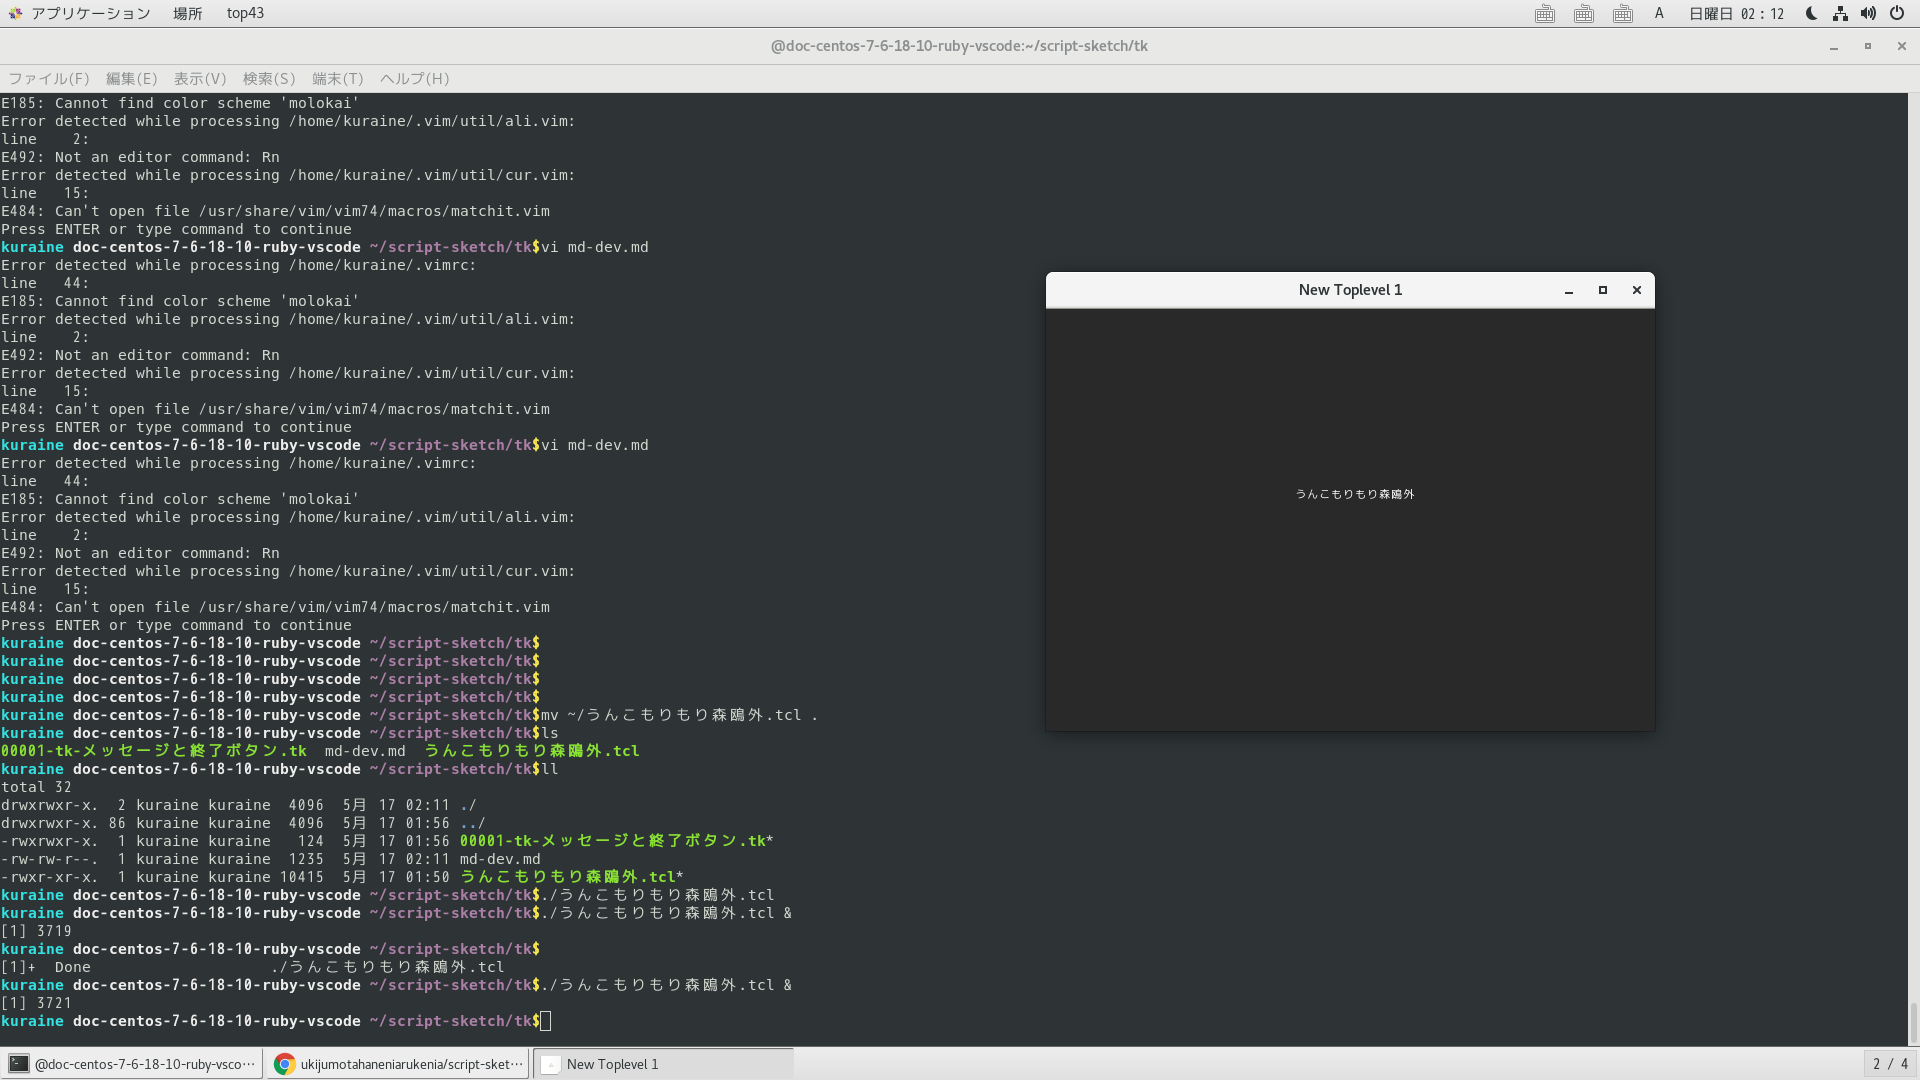 アプリケーション 場所 top43 A 日曜日 02：12
@doc-centos-7-6-18-10-ruby-vscode:~/script-sketch/tk
ファイル(F) 編集(E) 表示(V) 検索(S) 端末(T) ヘルプ(H)
E185: Cannot find color scheme 'molokai'
Error detected while processing /home/kuraine/.vim/util/ali.vim:
line    2:
E492: Not an editor command: Rn
Error detected while processing /home/kuraine/.vim/util/cur.vim:
line   15:
E484: Can't open file /usr/share/vim/vim74/macros/matchit.vim
Press ENTER or type command to continue
kuraine doc-centos-7-6-18-10-ruby-vscode ~/script-sketch/tk$vi md-dev.md
Error detected while processing /home/kuraine/.vimrc:
line   44:
E185: Cannot find color scheme 'molokai'
Error detected while processing /home/kuraine/.vim/util/ali.vim:
line    2:
E492: Not an editor command: Rn
Error detected while processing /home/kuraine/.vim/util/cur.vim:
line   15:
E484: Can't open file /usr/share/vim/vim74/macros/matchit.vim
Press ENTER or type command to continue
kuraine doc-centos-7-6-18-10-ruby-vscode ~/script-sketch/tk$vi md-dev.md
Error detected while processing /home/kuraine/.vimrc:
line   44:
E185: Cannot find color scheme 'molokai'
Error detected while processing /home/kuraine/.vim/util/ali.vim:
line    2:
E492: Not an editor command: Rn
Error detected while processing /home/kuraine/.vim/util/cur.vim:
line   15:
E484: Can't open file /usr/share/vim/vim74/macros/matchit.vim
Press ENTER or type command to continue
kuraine doc-centos-7-6-18-10-ruby-vscode ~/script-sketch/tk$
kuraine doc-centos-7-6-18-10-ruby-vscode ~/script-sketch/tk$
kuraine doc-centos-7-6-18-10-ruby-vscode ~/script-sketch/tk$
kuraine doc-centos-7-6-18-10-ruby-vscode ~/script-sketch/tk$
kuraine doc-centos-7-6-18-10-ruby-vscode ~/script-sketch/tk$mv ~/うんこもりもり森鴎外.tcl .
kuraine doc-centos-7-6-18-10-ruby-vscode ~/script-sketch/tk$ls
00001-tk-メッセージと終了ボタン.tk  md-dev.md  うんこもりもり森鴎外.tcl
kuraine doc-centos-7-6-18-10-ruby-vscode ~/script-sketch/tk$ll
total 32
drwxrwxr-x.  2 kuraine kuraine  4096  5月 17 02:11 ./
drwxrwxr-x. 86 kuraine kuraine  4096  5月 17 01:56 ../
-rwxrwxr-x.  1 kuraine kuraine   124  5月 17 01:56 00001-tk-メッセージと終了ボタン.tk*
-rw-rw-r--.  1 kuraine kuraine  1235  5月 17 02:11 md-dev.md
-rwxr-xr-x.  1 kuraine kuraine 10415  5月 17 01:50 うんこもりもり森鴎外.tcl*
kuraine doc-centos-7-6-18-10-ruby-vscode ~/script-sketch/tk$./うんこもりもり森鴎外.tcl
kuraine doc-centos-7-6-18-10-ruby-vscode ~/script-sketch/tk$./うんこもりもり森鴎外.tcl &
[1] 3719
kuraine doc-centos-7-6-18-10-ruby-vscode ~/script-sketch/tk$
[1]+  Done                    ./うんこもりもり森鴎外.tcl
kuraine doc-centos-7-6-18-10-ruby-vscode ~/script-sketch/tk$./うんこもりもり森鴎外.tcl &
[1] 3721
kuraine doc-centos-7-6-18-10-ruby-vscode ~/script-sketch/tk$
New Toplevel 1
うんこもりもり森鴎外
@doc-centos-7-6-18-10-ruby-vsco… ukijumotahaneniarukenia/script-sket… New Toplevel 1 2 / 4